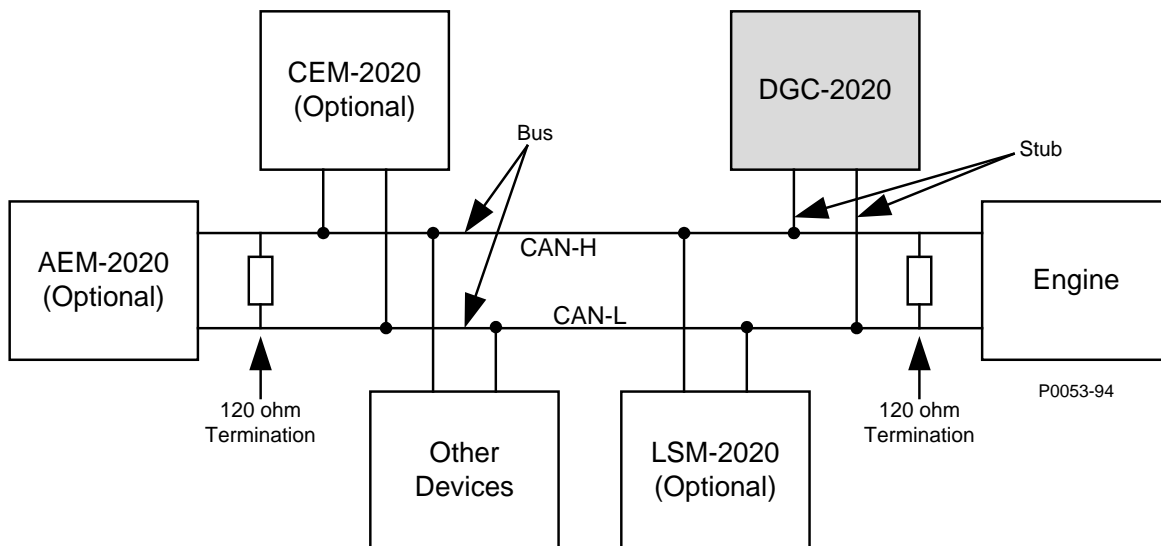 CEM-2020
(Optional)
DGC-2020
Bus
Stub
AEM-2020
(Optional)
CAN-H
Engine
CAN-L
P0053-94
120 ohm
Termination
Other
Devices
LSM-2020
(Optional)
120 ohm
Termination